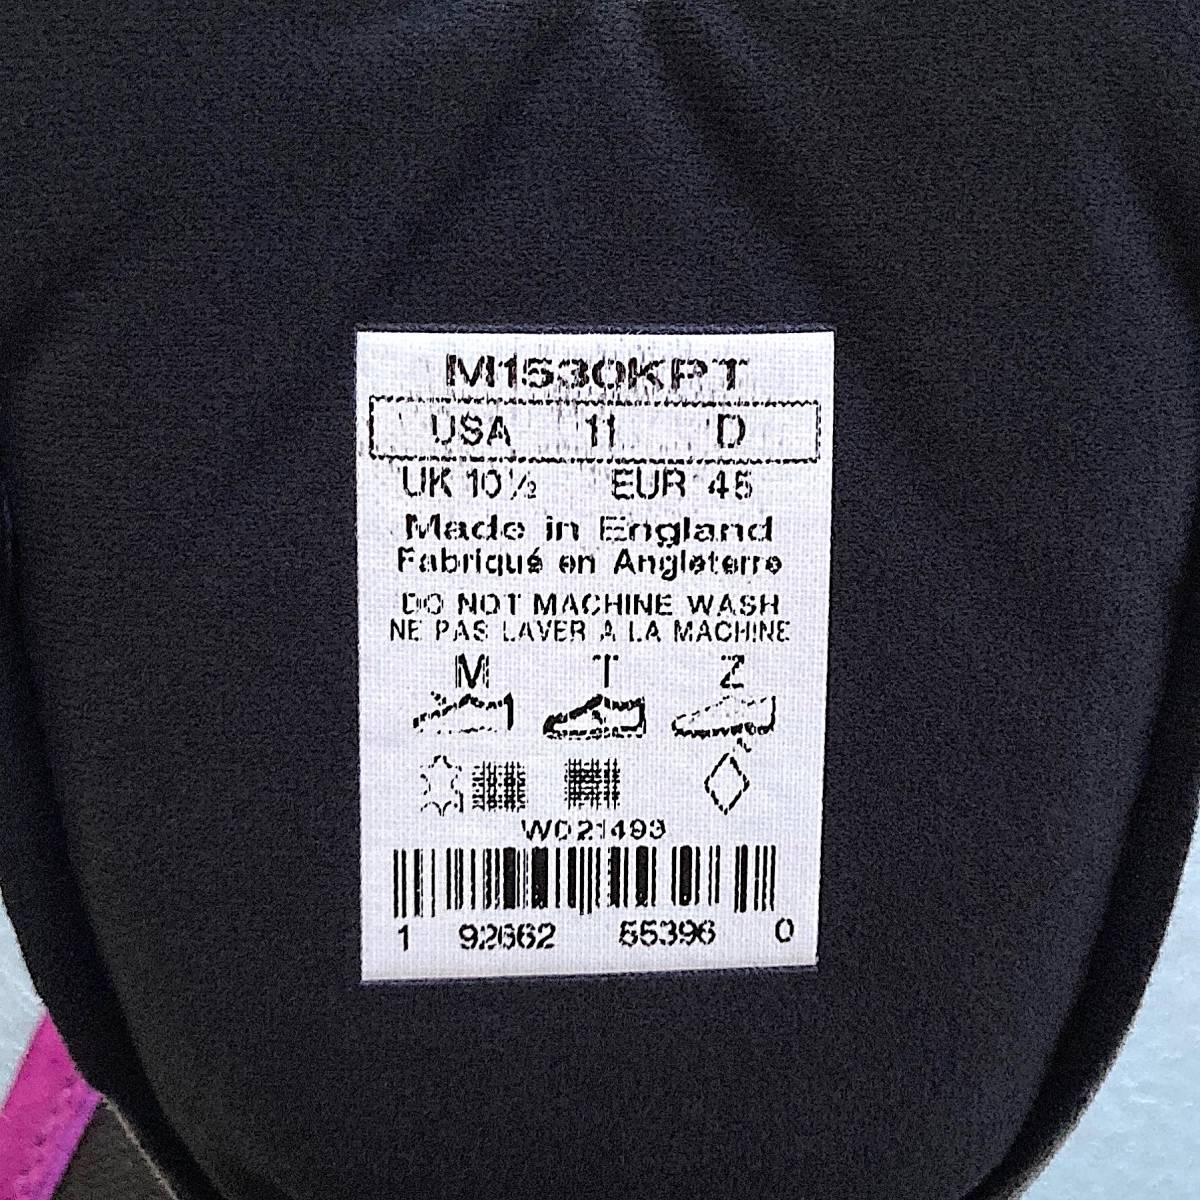 M1530KPT
USA 11 D
UK 10½ EUR 45
Made in England
Fabriqué en Angleterre
DO NOT MACHINE WASH
NE PAS LAVER A LA MACHINE
M T Z
W021499
1 92662 55396 0